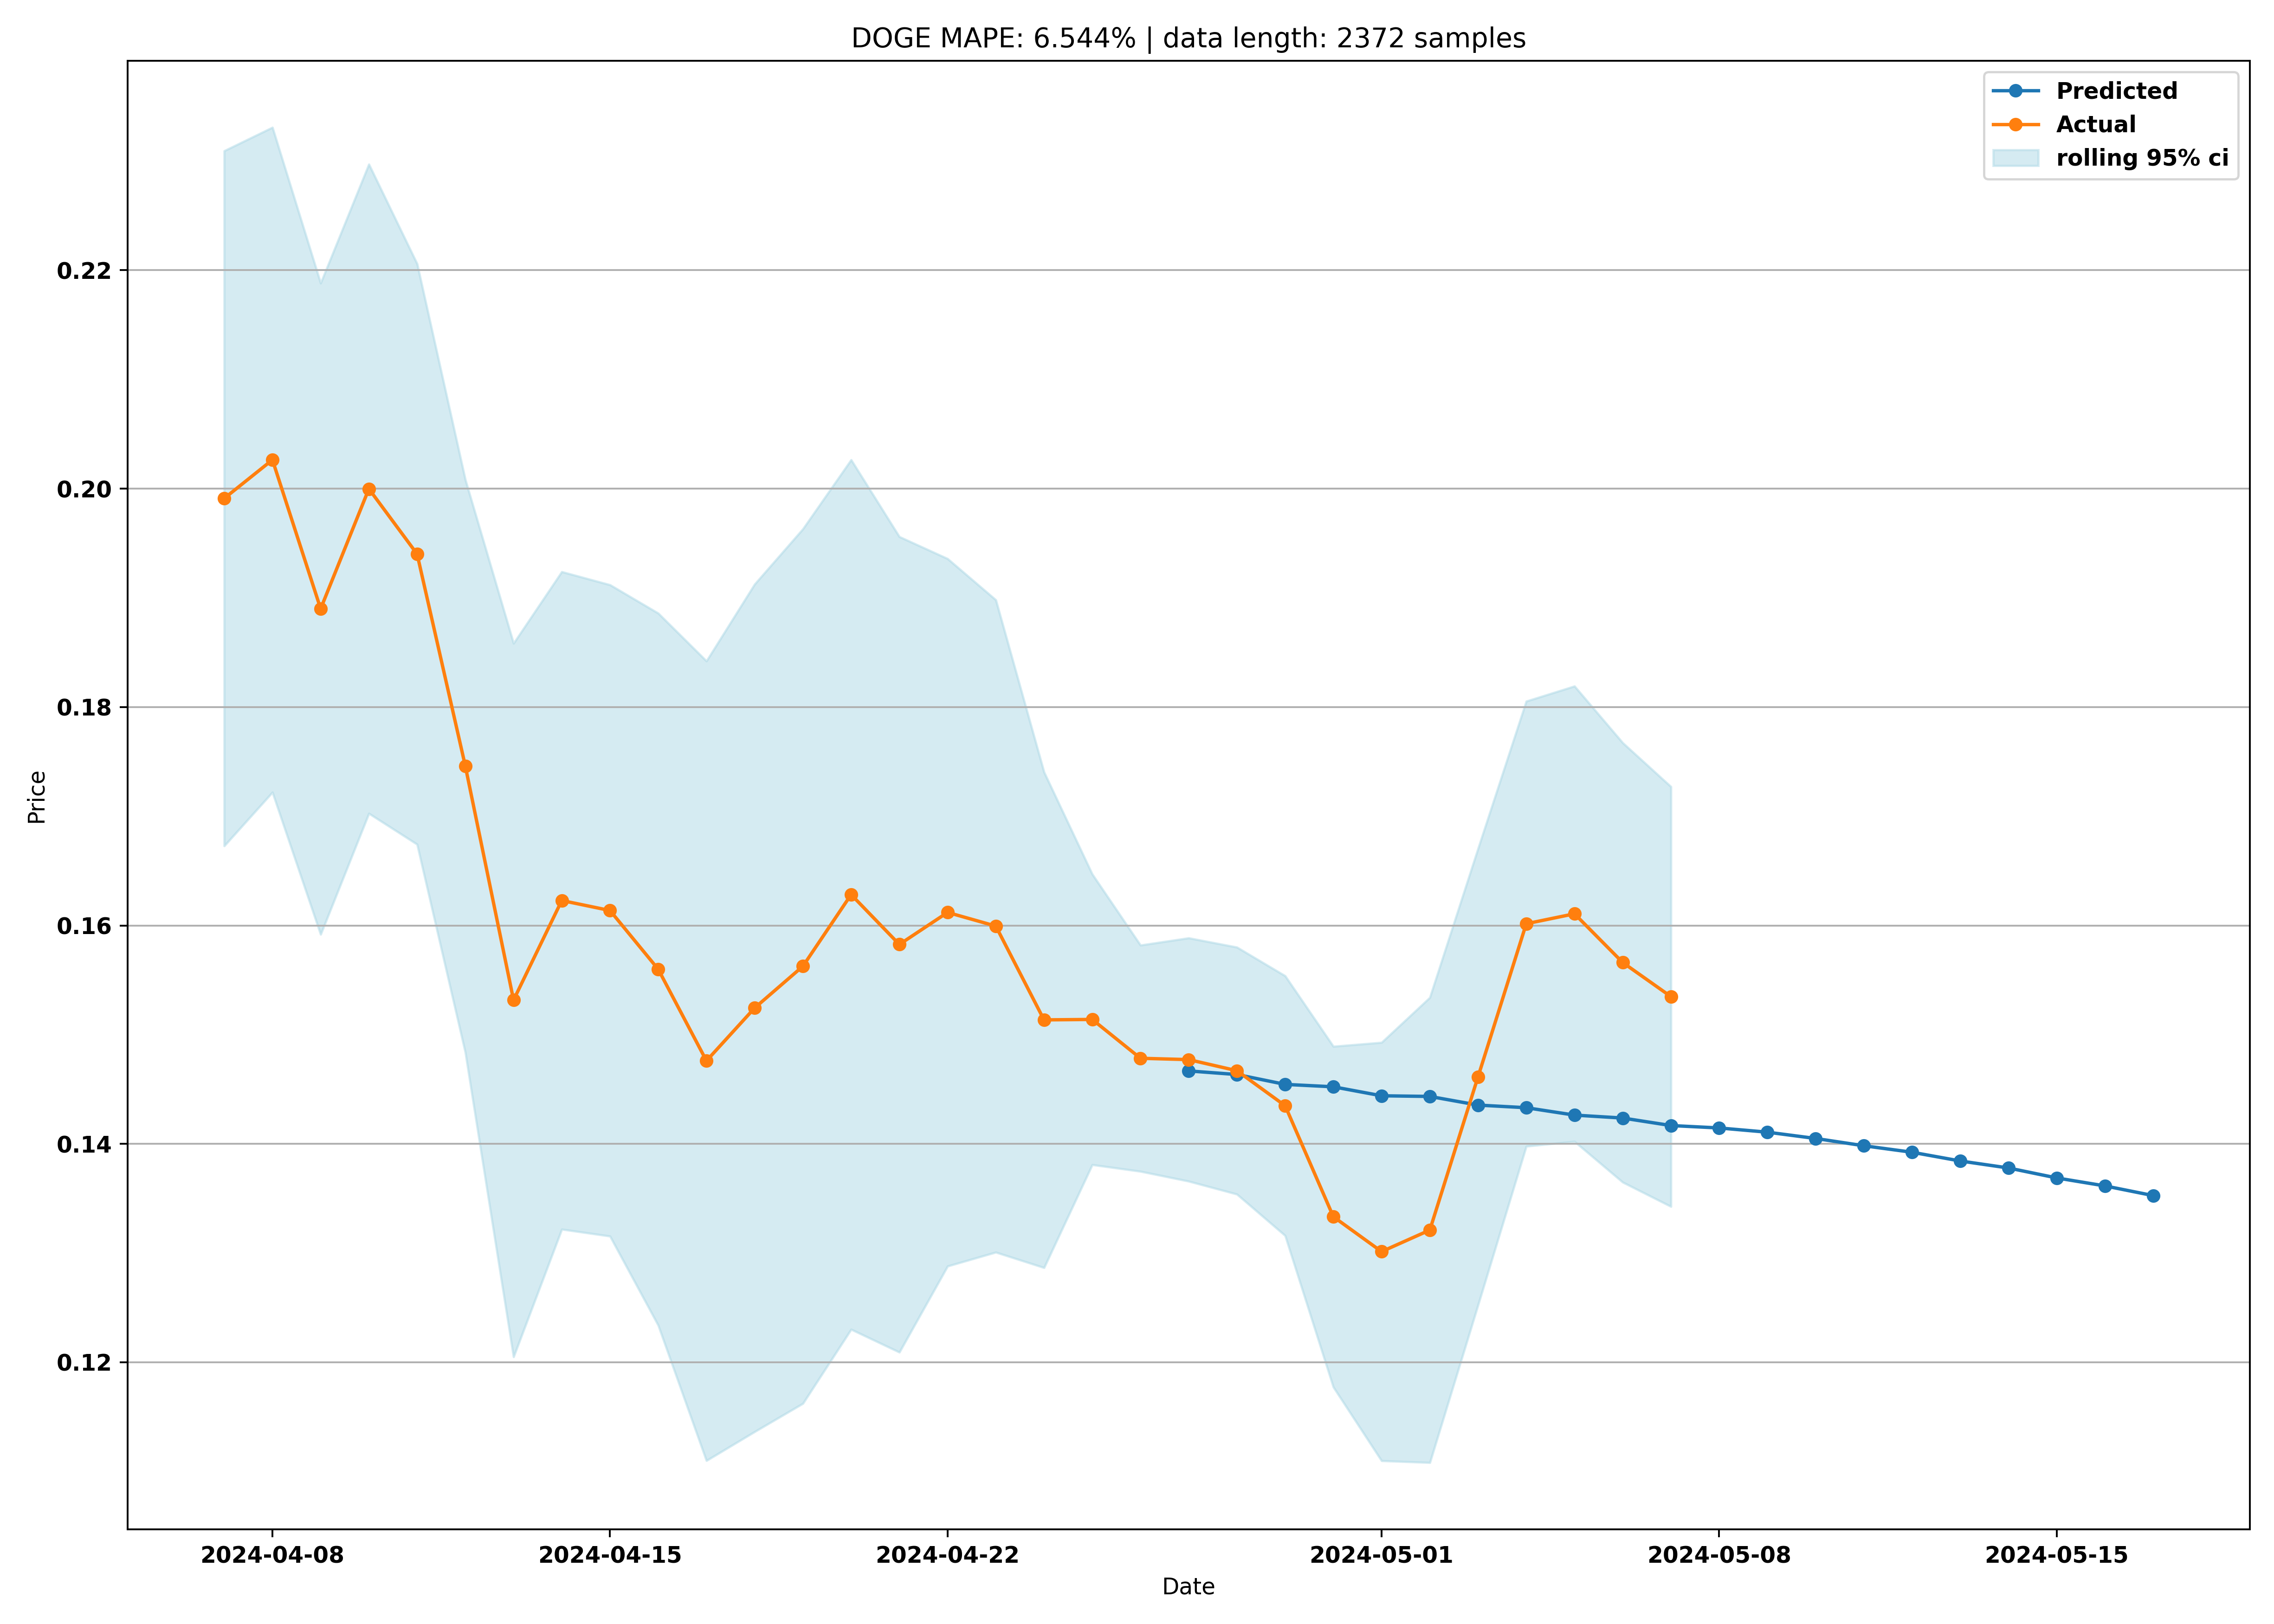 DOGE MAPE: 6.544% | data length: 2372 samples
Predicted
Actual
rolling 95% ci
0.22
0.20
0.18
0.16
0.14
0.12
Price
2024-04-08
2024-04-15
2024-04-22
2024-05-01
2024-05-08
2024-05-15
Date